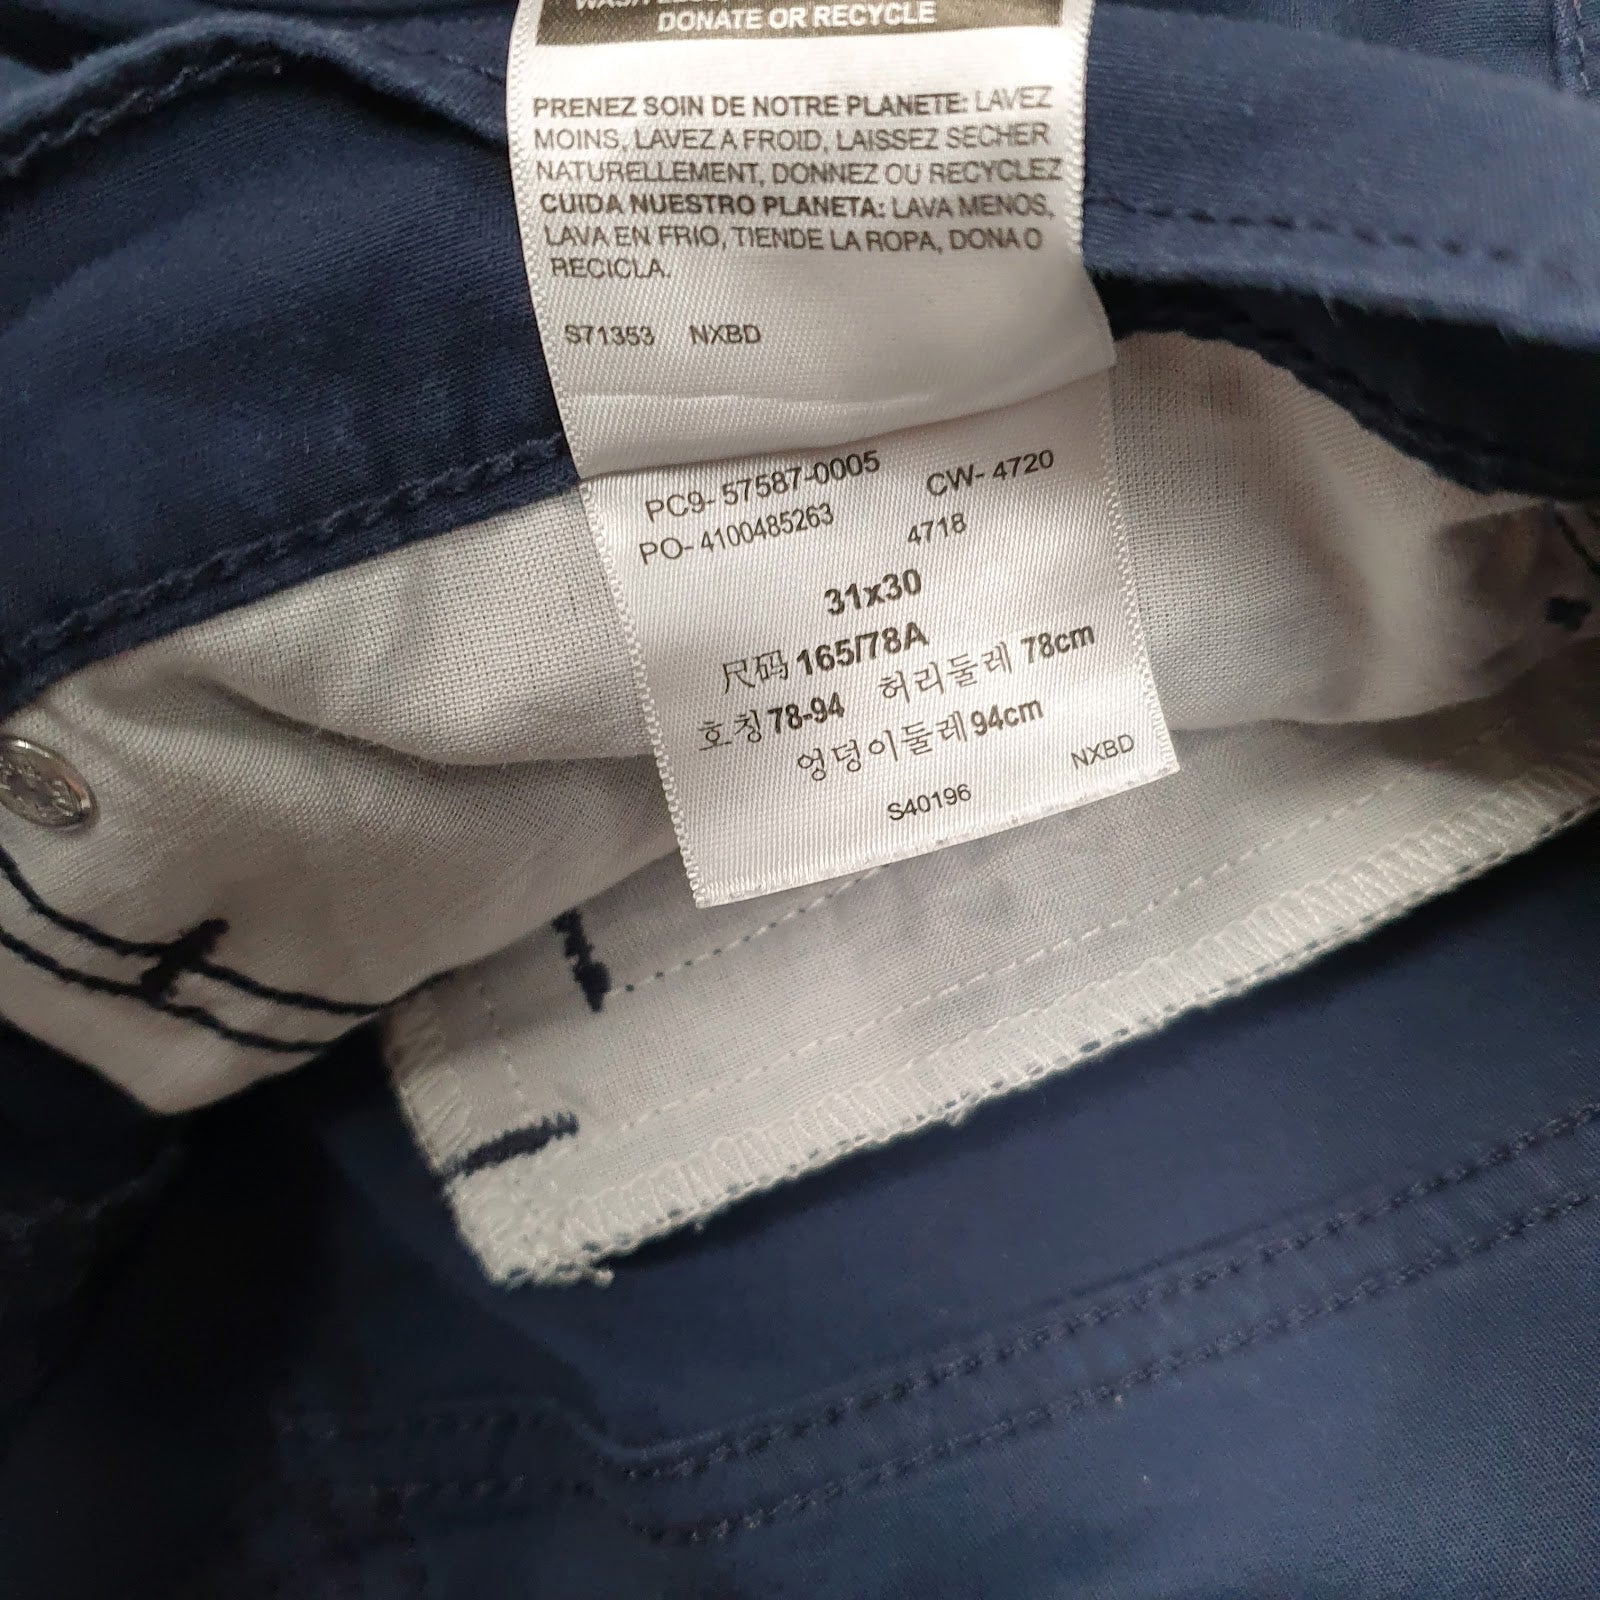 DONATE OR RECYCLE
PRENEZ SOIN DE NOTRE PLANETE: LAVEZ
MOINS, LAVEZ A FROID, LAISSEZ SECHER
NATURELLEMENT, DONNEZ OU RECYCLEZ
CUIDA NUESTRO PLANETA: LAVA MENOS,
LAVA EN FRIO, TIENDE LA ROPA, DONA O
RECICLA.
S71353 NXBD
PC9- 57587-0005 CW- 4720
PO- 4100485263 4718
31x30
尺码 165/78A
호칭 78-94 허리둘레 78cm
엉덩이둘레 94cm
S40196 NXBD